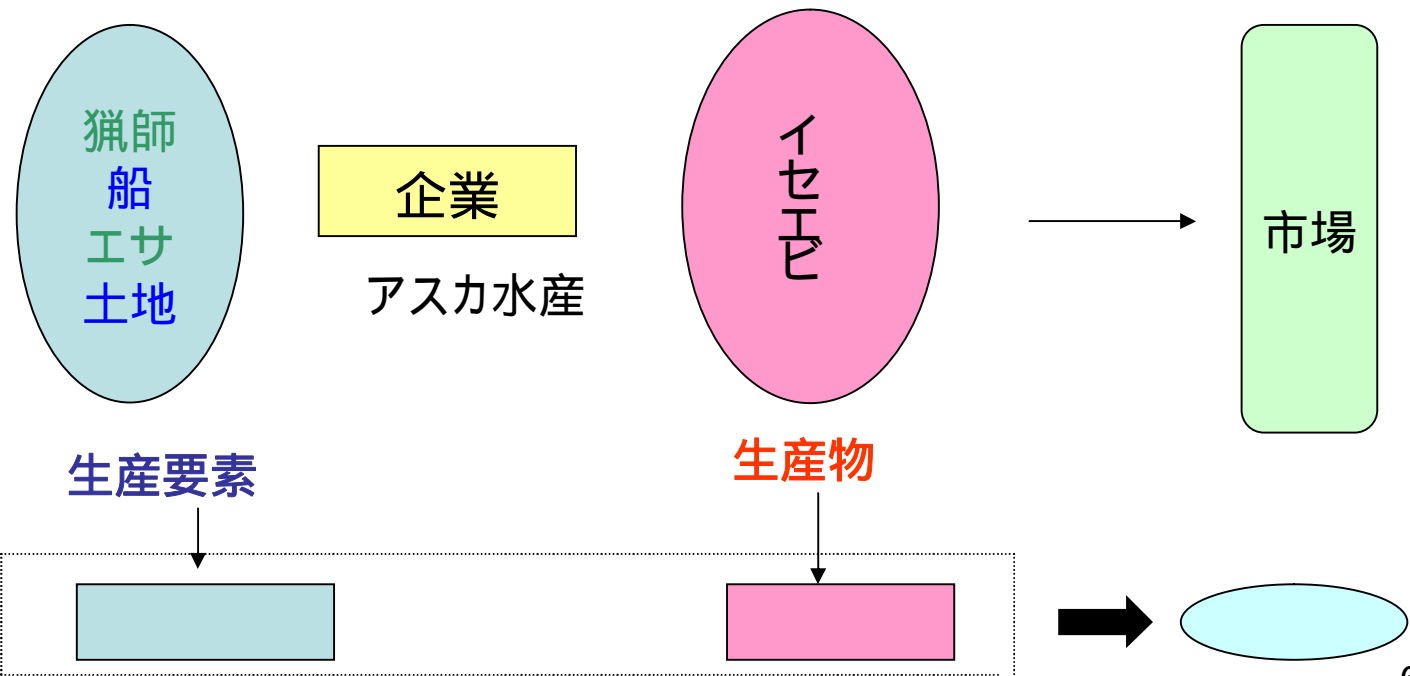 猟師
船
エサ
土地
企業
アスカ水産
イセエビ
市場
生産要素
生産物